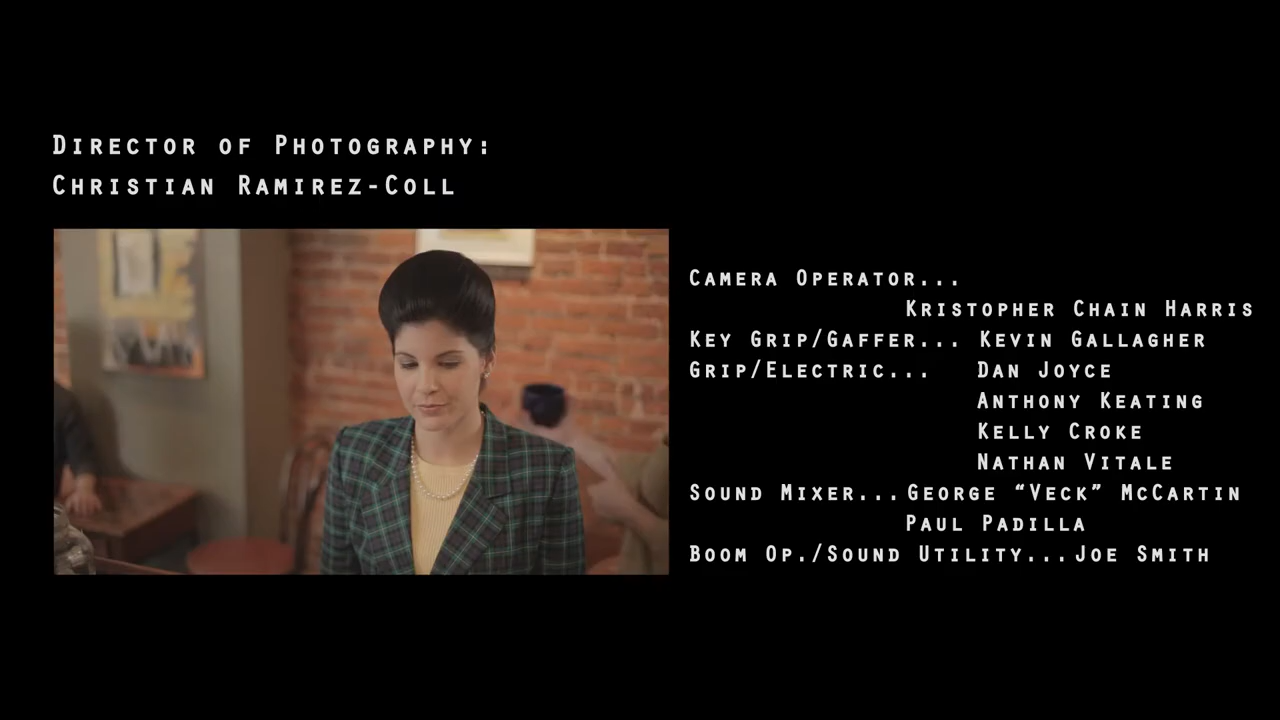 Director of Photography:
Christian Ramirez-Coll
Camera Operator...
Kristopher Chain Harris
Key Grip/Gaffer... Kevin Gallagher
Grip/Electric... Dan Joyce
Anthony Keating
Kelly Croke
Nathan Vitale
Sound Mixer...George “Veck” McCartin
Paul Padilla
Boom Op./Sound Utility...Joe Smith